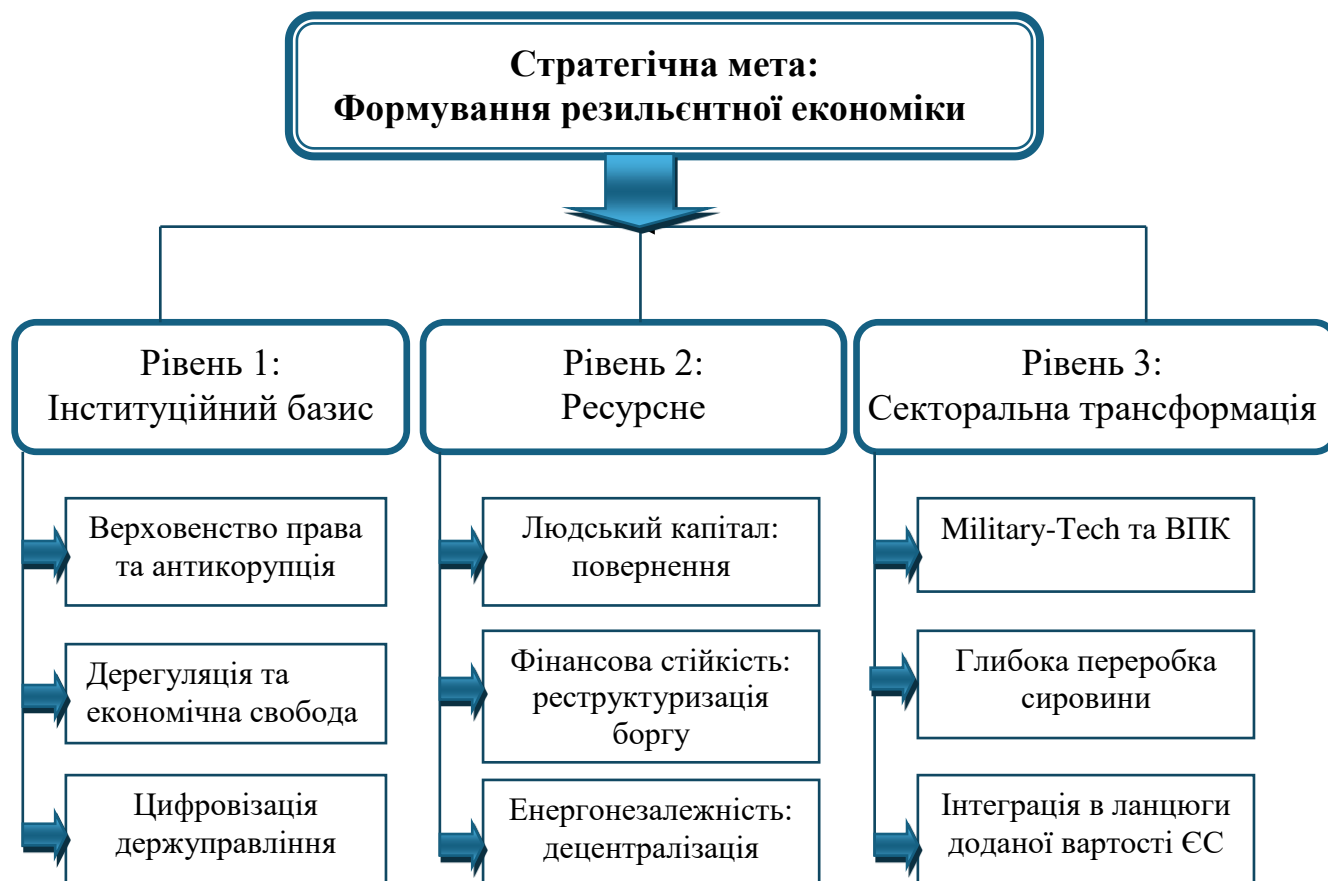 Стратегічна мета:
Формування резильєнтної економіки
Рівень 1:
Інституційний базис
Верховенство права
та антикорупція
Дерегуляція та
економічна свобода
Цифровізація
держуправління
Рівень 2:
Ресурсне
Людський капітал:
повернення
Фінансова стійкість:
реструктуризація
боргу
Енергонезалежність:
децентралізація
Рівень 3:
Секторальна трансформація
Military-Tech та ВПК
Глибока переробка
сировини
Інтеграція в ланцюги
доданої вартості ЄС